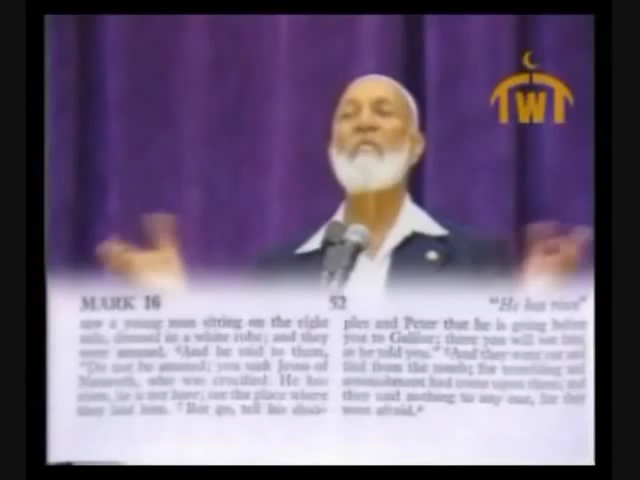 MARK 16
52
"He has risen"
saw a young man sitting on the right
side, dressed in a white robe; and they
were amazed. ⁶And he said to them,
"Do not be amazed; you seek Jesus of
Nazareth, who was crucified. He has
risen, he is not here; see the place where
they laid him. ⁷But go, tell his disci-
ples and Peter that he is going before
you to Galilee; there you will see him,
as he told you." ⁸And they went out and
fled from the tomb; for trembling and
astonishment had come upon them; and
they said nothing to any one, for they
were afraid.